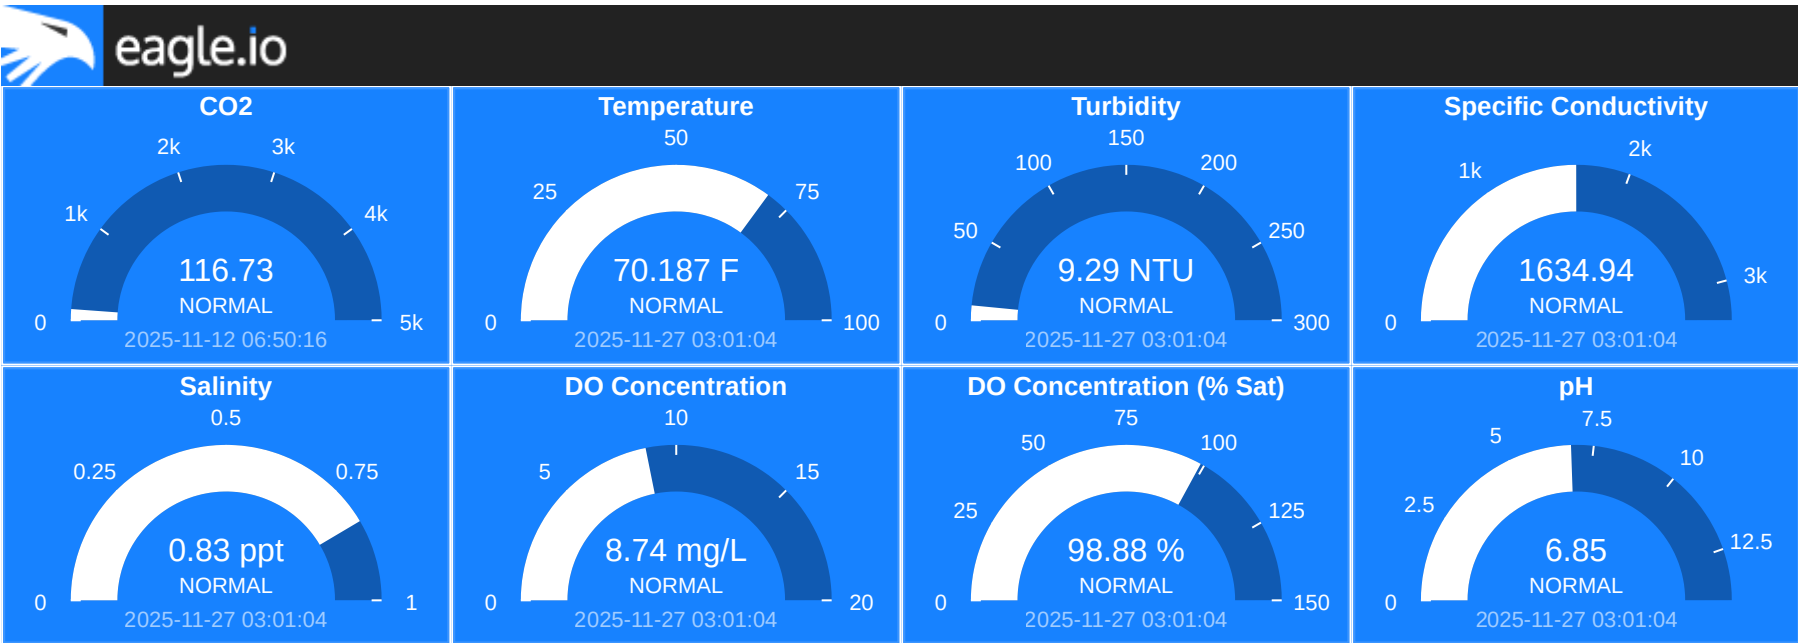 eagle.io
CO2
0
1k
2k
3k
4k
5k
116.73
NORMAL
2025-11-12 06:50:16
Temperature
0
25
50
75
100
70.187 F
NORMAL
2025-11-27 03:01:04
Turbidity
0
50
100
150
200
250
300
9.29 NTU
NORMAL
2025-11-27 03:01:04
Specific Conductivity
0
1k
2k
3k
1634.94
NORMAL
2025-11-27 03:01:04
Salinity
0
0.25
0.5
0.75
1
0.83 ppt
NORMAL
2025-11-27 03:01:04
DO Concentration
0
5
10
15
20
8.74 mg/L
NORMAL
2025-11-27 03:01:04
DO Concentration (% Sat)
0
25
50
75
100
125
150
98.88 %
NORMAL
2025-11-27 03:01:04
pH
0
2.5
5
7.5
10
12.5
6.85
NORMAL
2025-11-27 03:01:04